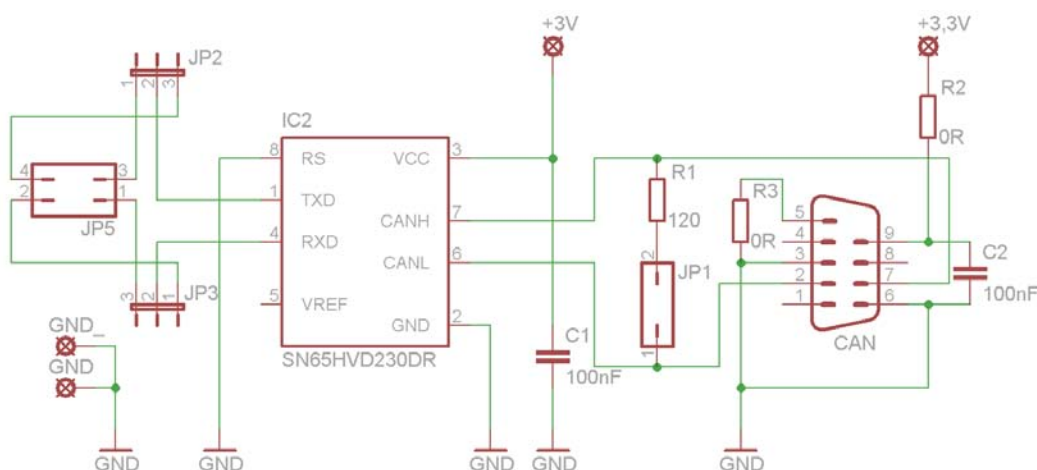 +3V
+3,3V
JP2
1
2
3
R2
0R
IC2
8
RS
VCC
3
1
TXD
CANH
7
4
RXD
CANL
6
5
VREF
GND
2
SN65HVD230DR
4
3
2
1
JP5
3
2
1
JP3
GND_
GND
R1
120
2
JP1
1
C1
100nF
R3
0R
5
4
3
2
1
9
8
7
6
CAN
C2
100nF
GND
GND
GND
GND
GND